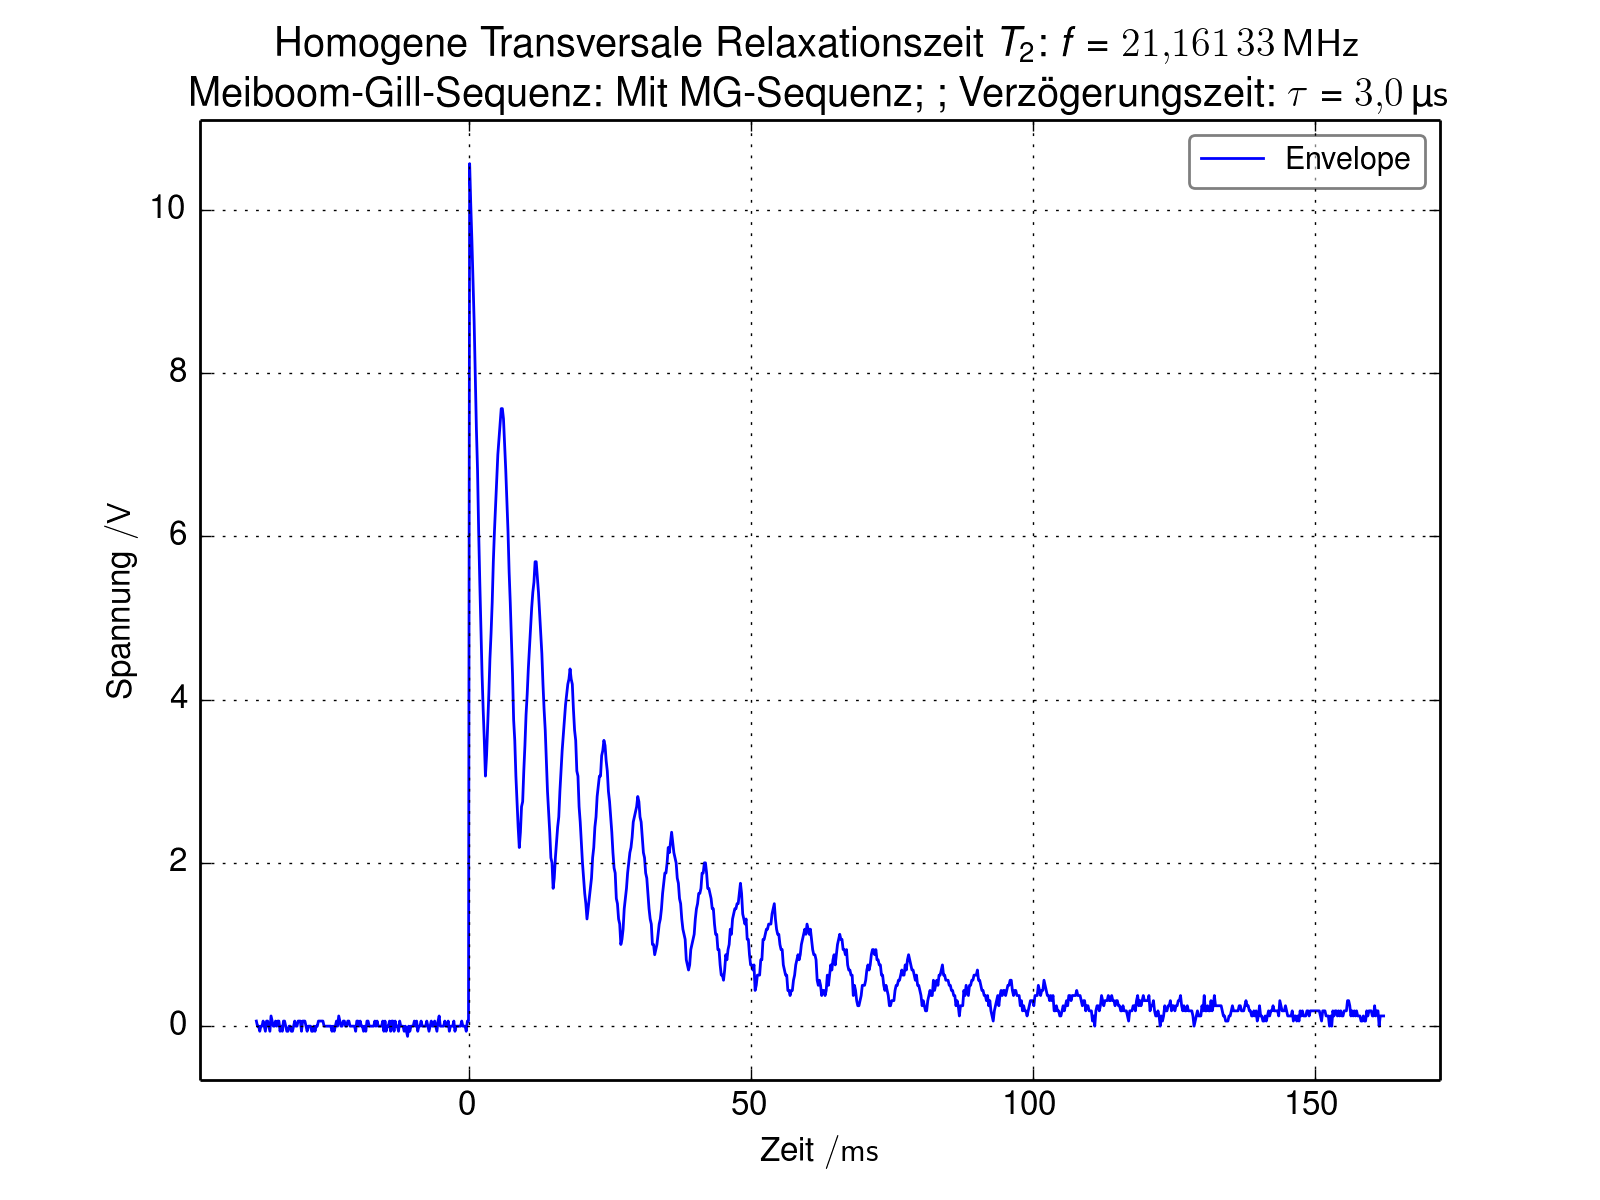 Homogene Transversale Relaxationszeit T₂: f = 21,161 33 MHz
Meiboom-Gill-Sequenz: Mit MG-Sequenz; ; Verzögerungszeit: τ = 3,0 µs
Envelope
10
8
6
4
2
0
Spannung /V
0 50 100 150
Zeit /ms